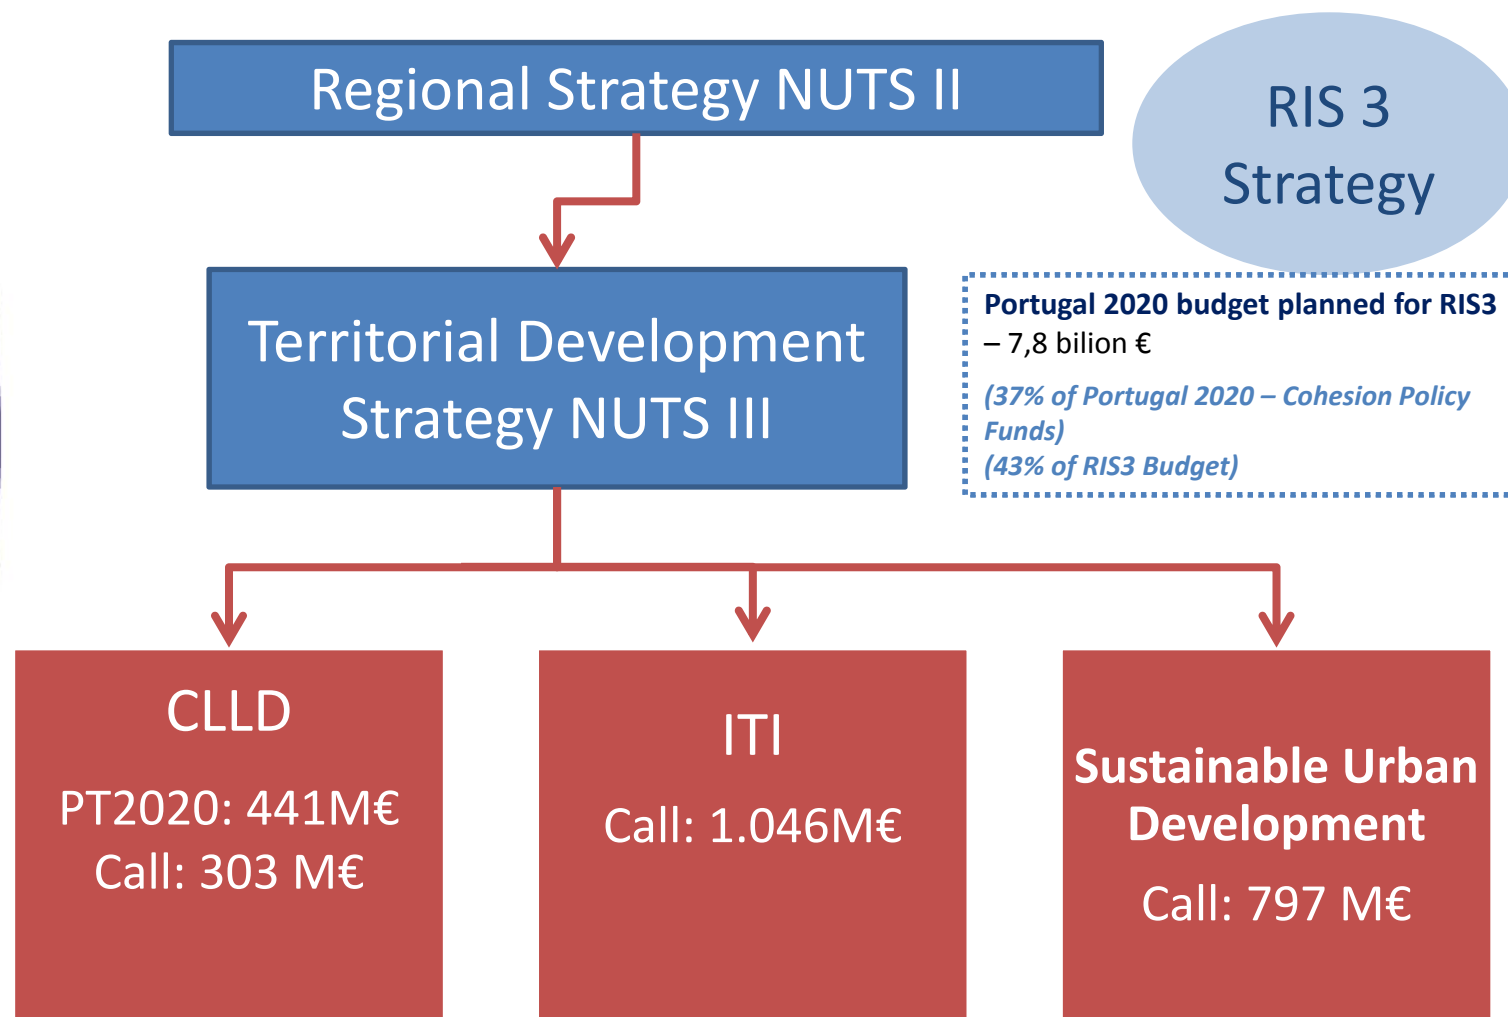 Regional Strategy NUTS II
RIS 3
Strategy
Territorial Development
Strategy NUTS III
Portugal 2020 budget planned for RIS3
– 7,8 bilion €
(37% of Portugal 2020 – Cohesion Policy
Funds)
(43% of RIS3 Budget)
CLLD
PT2020: 441M€
Call: 303 M€
ITI
Call: 1.046M€
Sustainable Urban
Development
Call: 797 M€